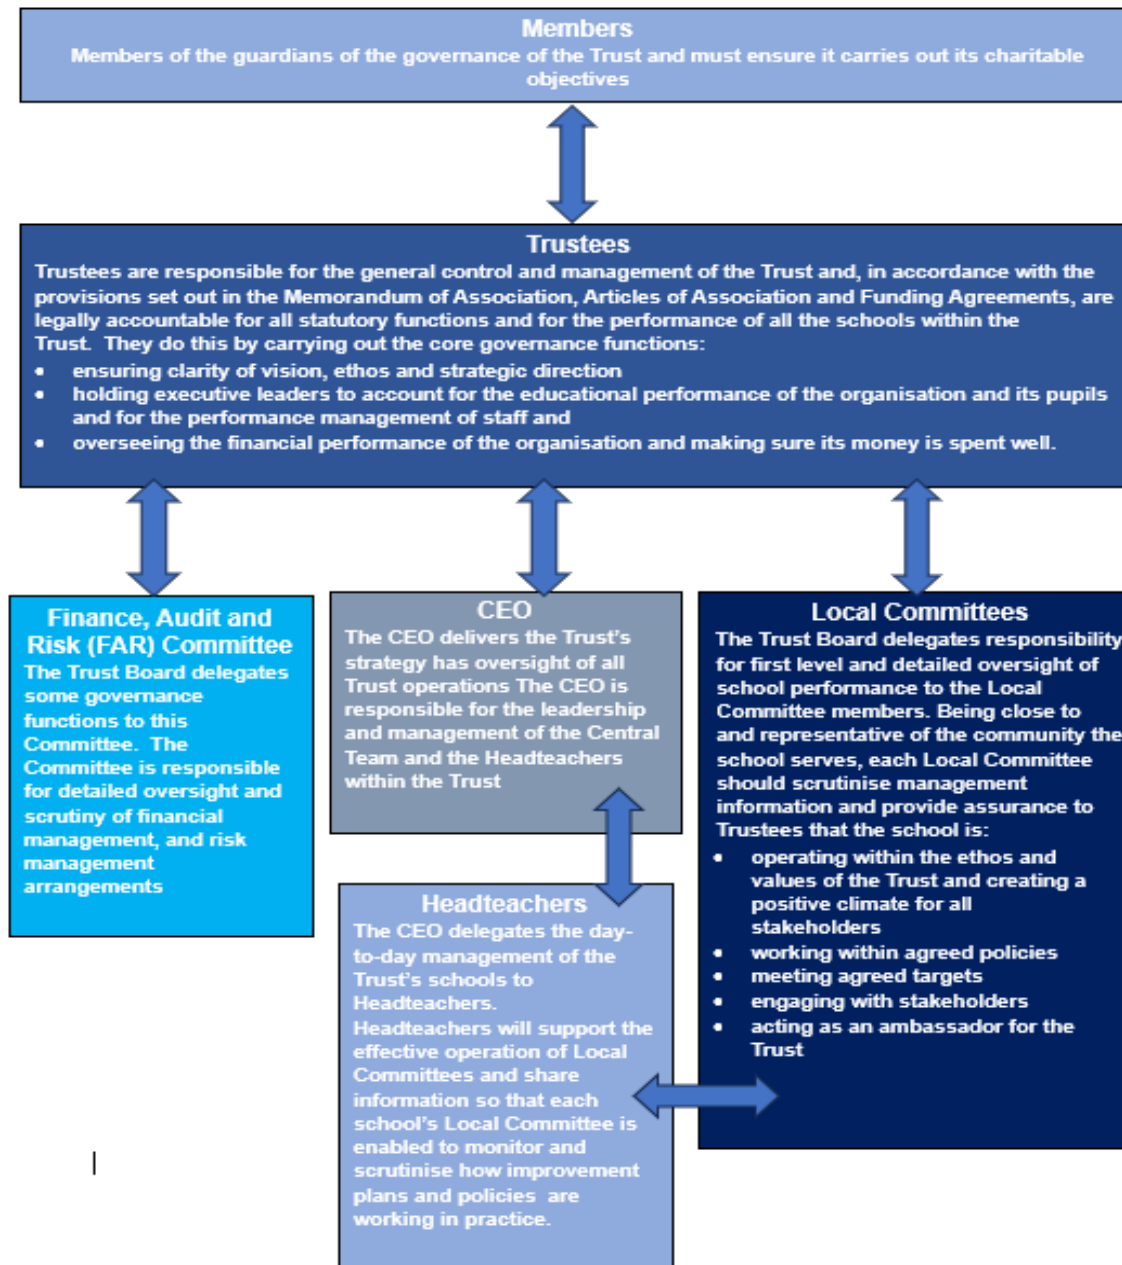 Members
Members of the guardians of the governance of the Trust and must ensure it carries out its charitable
objectives
Trustees
Trustees are responsible for the general control and management of the Trust and, in accordance with the
provisions set out in the Memorandum of Association, Articles of Association and Funding Agreements, are
legally accountable for all statutory functions and for the performance of all the schools within the
Trust. They do this by carrying out the core governance functions:
• ensuring clarity of vision, ethos and strategic direction
• holding executive leaders to account for the educational performance of the organisation and its pupils
and for the performance management of staff and
• overseeing the financial performance of the organisation and making sure its money is spent well.
Finance, Audit and
Risk (FAR) Committee
The Trust Board delegates
some governance
functions to this
Committee. The
Committee is responsible
for detailed oversight and
scrutiny of financial
management, and risk
management
arrangements
CEO
The CEO delivers the Trust's
strategy has oversight of all
Trust operations The CEO is
responsible for the leadership
and management of the Central
Team and the Headteachers
within the Trust
Headteachers
The CEO delegates the day-
to-day management of the
Trust's schools to
Headteachers.
Headteachers will support the
effective operation of Local
Committees and share
information so that each
school's Local Committee is
enabled to monitor and
scrutinise how improvement
plans and policies are
working in practice.
Local Committees
The Trust Board delegates responsibility
for first level and detailed oversight of
school performance to the Local
Committee members. Being close to
and representative of the community the
school serves, each Local Committee
should scrutinise management
information and provide assurance to
Trustees that the school is:
• operating within the ethos and
values of the Trust and creating a
positive climate for all
stakeholders
• working within agreed policies
• meeting agreed targets
• engaging with stakeholders
• acting as an ambassador for the
Trust